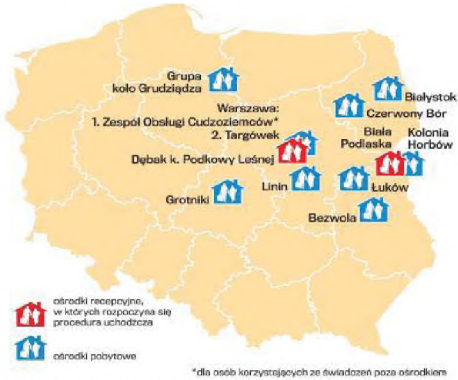 Grupa
koło Grudziądza
Białystok
Czerwony Bór
Warszawa:
1. Zespół Obsługi Cudzoziemców*
2. Targówek
Biała
Podlaska
Kolonia
Horbów
Dębak k. Podkowy Leśnej
Linin
Łuków
Grotniki
Bezwola
ośrodki recepcyjne,
w których rozpoczyna się
procedura uchodźcza
ośrodki pobytowe
*dla osób korzystających ze świadczeń poza ośrodkiem